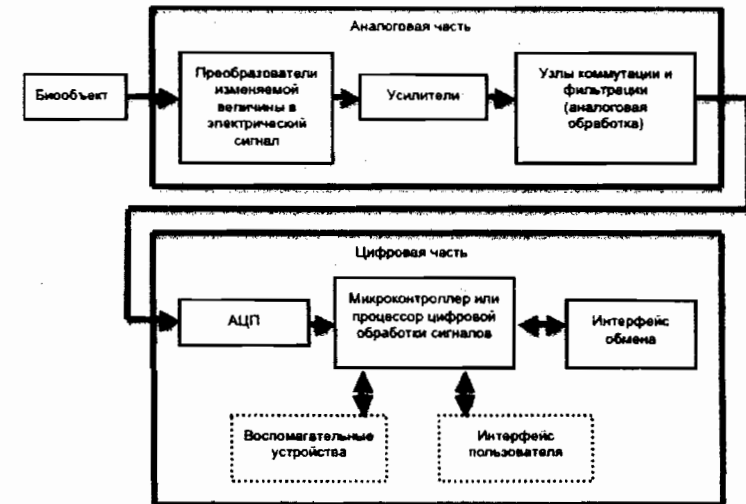 Аналоговая часть
Биообъект
Преобразователи
изменяемой
величины в
электрический
сигнал
Усилители
Узлы коммутации и
фильтрации
(аналоговая
обработка)
Цифровая часть
АЦП
Микроконтроллер или
процессор цифровой
обработки сигналов
Интерфейс
обмена
Воспомагательные
устройства
Интерфейс
пользователя